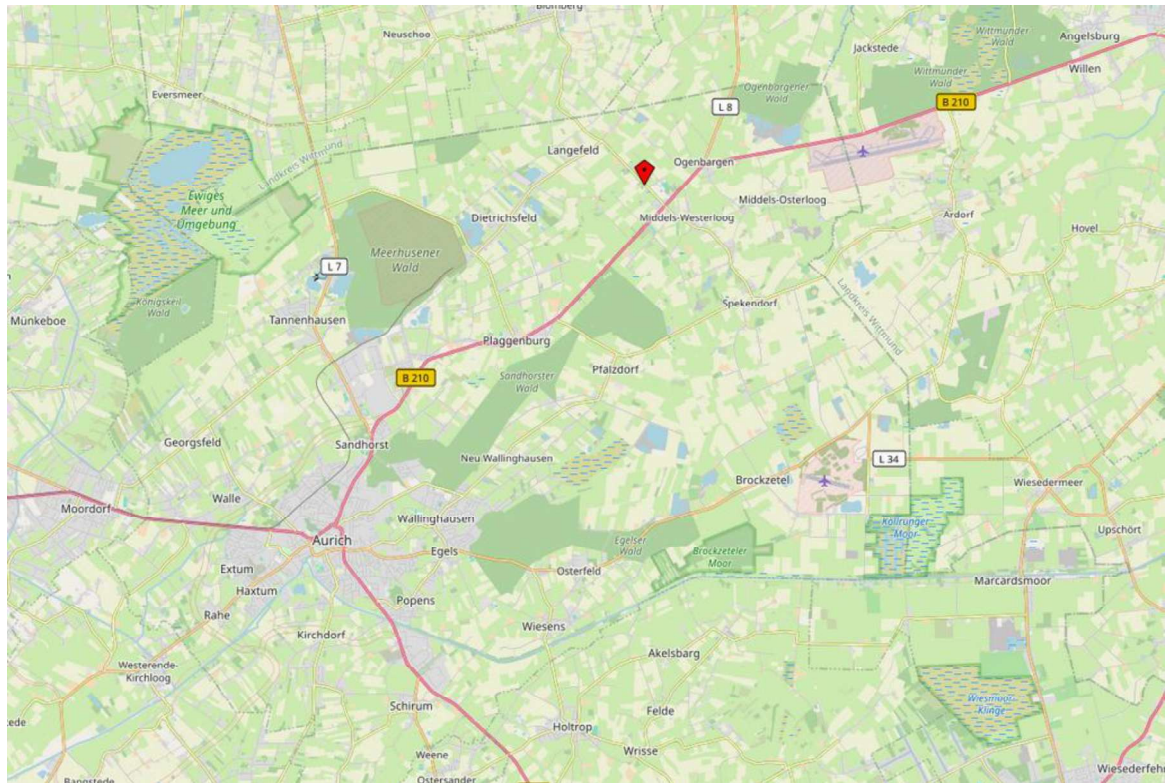 Blomberg
Neuschoo
Wittmunder
Wald
Angelsburg
Jackstede
Willen
Eversmeer
Ogenbargener
Wald
Wittmunder
Wald
B 210
L 8
Langefeld
Ogenbargen
Landkreis Wittmund
Ewiges
Meer und
Umgebung
Dietrichsfeld
Middels-Osterloog
Middels-Westerloog
Ardorf
Hovel
Meerhusener
Wald
L 7
Königskeil
Wald
Münkeboe
Tannenhausen
Spekendorf
Landkreis Wittmund
Plaggenburg
Pfalzdorf
B 210
Sandhorster
Wald
Georgsfeld
Sandhorst
Neu Wallinghausen
L 34
Walle
Brockzetel
Wiesedermeer
Moordorf
Wallinghausen
Kollrunger
Moor
Upschört
Aurich
Egels
Egelser
Wald
Brockzeteler
Moor
Extum
Osterfeld
Marcardsmoor
Haxtum
Popens
Rahe
Wiesens
Kirchdorf
Akelsbarg
Westerende-
Kirchloog
Wiesmoor
Klinge
Schirum
Felde
Holtrop
Wrisse
Weene
Ostersander
Wiesederfehn